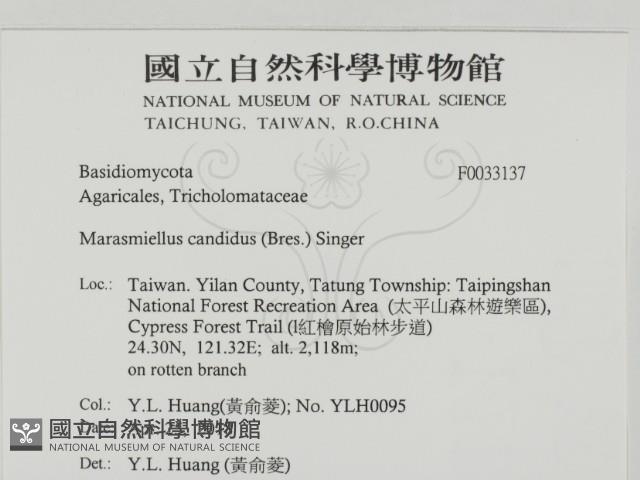 國立自然科學博物館
NATIONAL MUSEUM OF NATURAL SCIENCE
TAICHUNG, TAIWAN, R.O.CHINA
Basidiomycota F0033137
Agaricales, Tricholomataceae
Marasmiellus candidus (Bres.) Singer
Loc.: Taiwan. Yilan County, Tatung Township: Taipingshan
National Forest Recreation Area (太平山森林遊樂區),
Cypress Forest Trail (l紅檜原始林步道)
24.30N, 121.32E; alt. 2,118m;
on rotten branch
Col.: Y.L. Huang(黃俞菱); No. YLH0095
國立自然科學博物館
NATIONAL MUSEUM OF NATURAL SCIENCE
Det.: Y.L. Huang (黃俞菱)